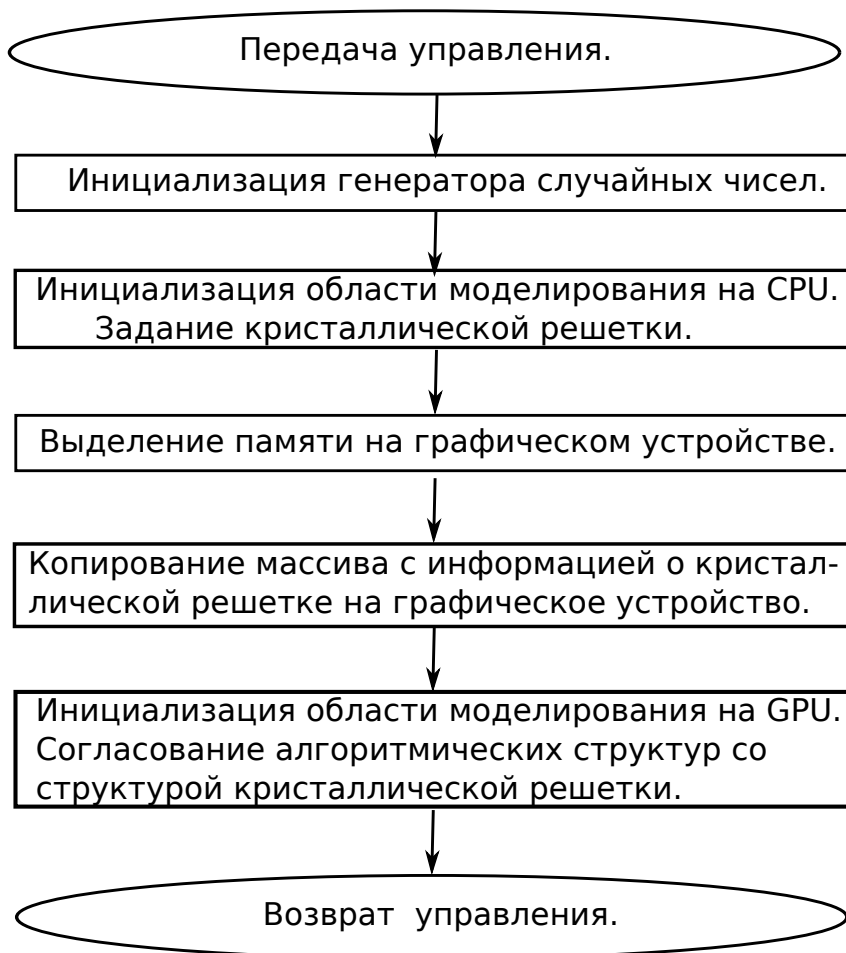 Передача управления.
Инициализация генератора случайных чисел.
Инициализация области моделирования на CPU.
Задание кристаллической решетки.
Выделение памяти на графическом устройстве.
Копирование массива с информацией о кристал-
лической решетке на графическое устройство.
Инициализация области моделирования на GPU.
Согласование алгоритмических структур со
структурой кристаллической решетки.
Возврат управления.